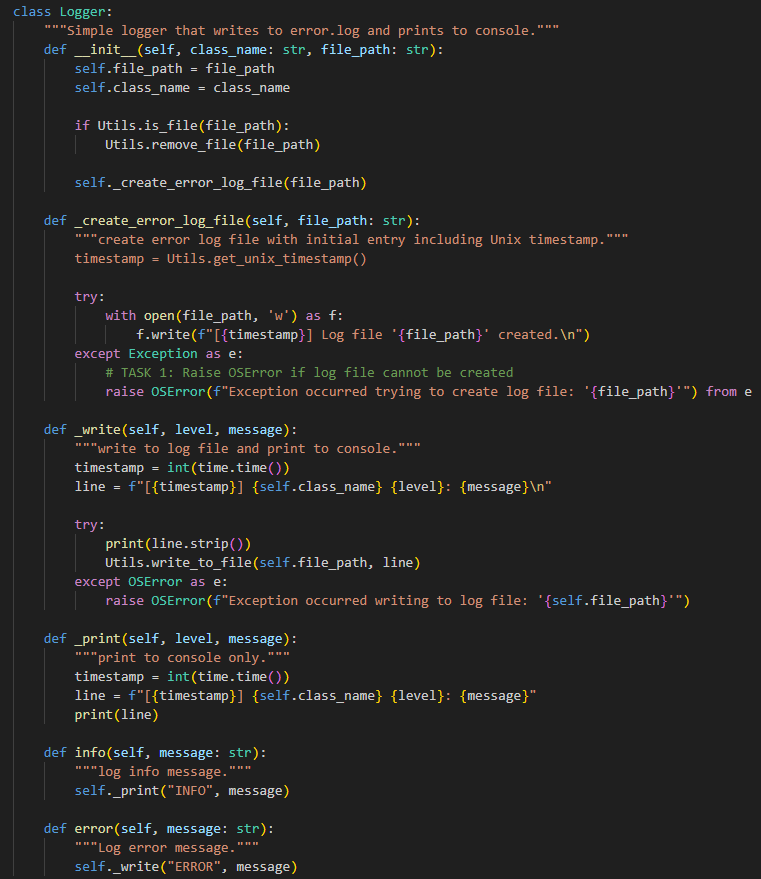 class Logger:
    """Simple logger that writes to error.log and prints to console."""
    def __init__(self, class_name: str, file_path: str):
        self.file_path = file_path
        self.class_name = class_name

        if Utils.is_file(file_path):
            Utils.remove_file(file_path)

        self._create_error_log_file(file_path)

    def _create_error_log_file(self, file_path: str):
        """create error log file with initial entry including Unix timestamp."""
        timestamp = Utils.get_unix_timestamp()

        try:
            with open(file_path, 'w') as f:
                f.write(f"[{timestamp}] Log file '{file_path}' created.\n")
        except Exception as e:
            # TASK 1: Raise OSError if log file cannot be created
            raise OSError(f"Exception occurred trying to create log file: '{file_path}'") from e

    def _write(self, level, message):
        """write to log file and print to console."""
        timestamp = int(time.time())
        line = f"[{timestamp}] {self.class_name} {level}: {message}\n"

        try:
            print(line.strip())
            Utils.write_to_file(self.file_path, line)
        except OSError as e:
            raise OSError(f"Exception occurred writing to log file: '{self.file_path}'")

    def _print(self, level, message):
        """print to console only."""
        timestamp = int(time.time())
        line = f"[{timestamp}] {self.class_name} {level}: {message}"
        print(line)

    def info(self, message: str):
        """log info message."""
        self._print("INFO", message)

    def error(self, message: str):
        """Log error message."""
        self._write("ERROR", message)